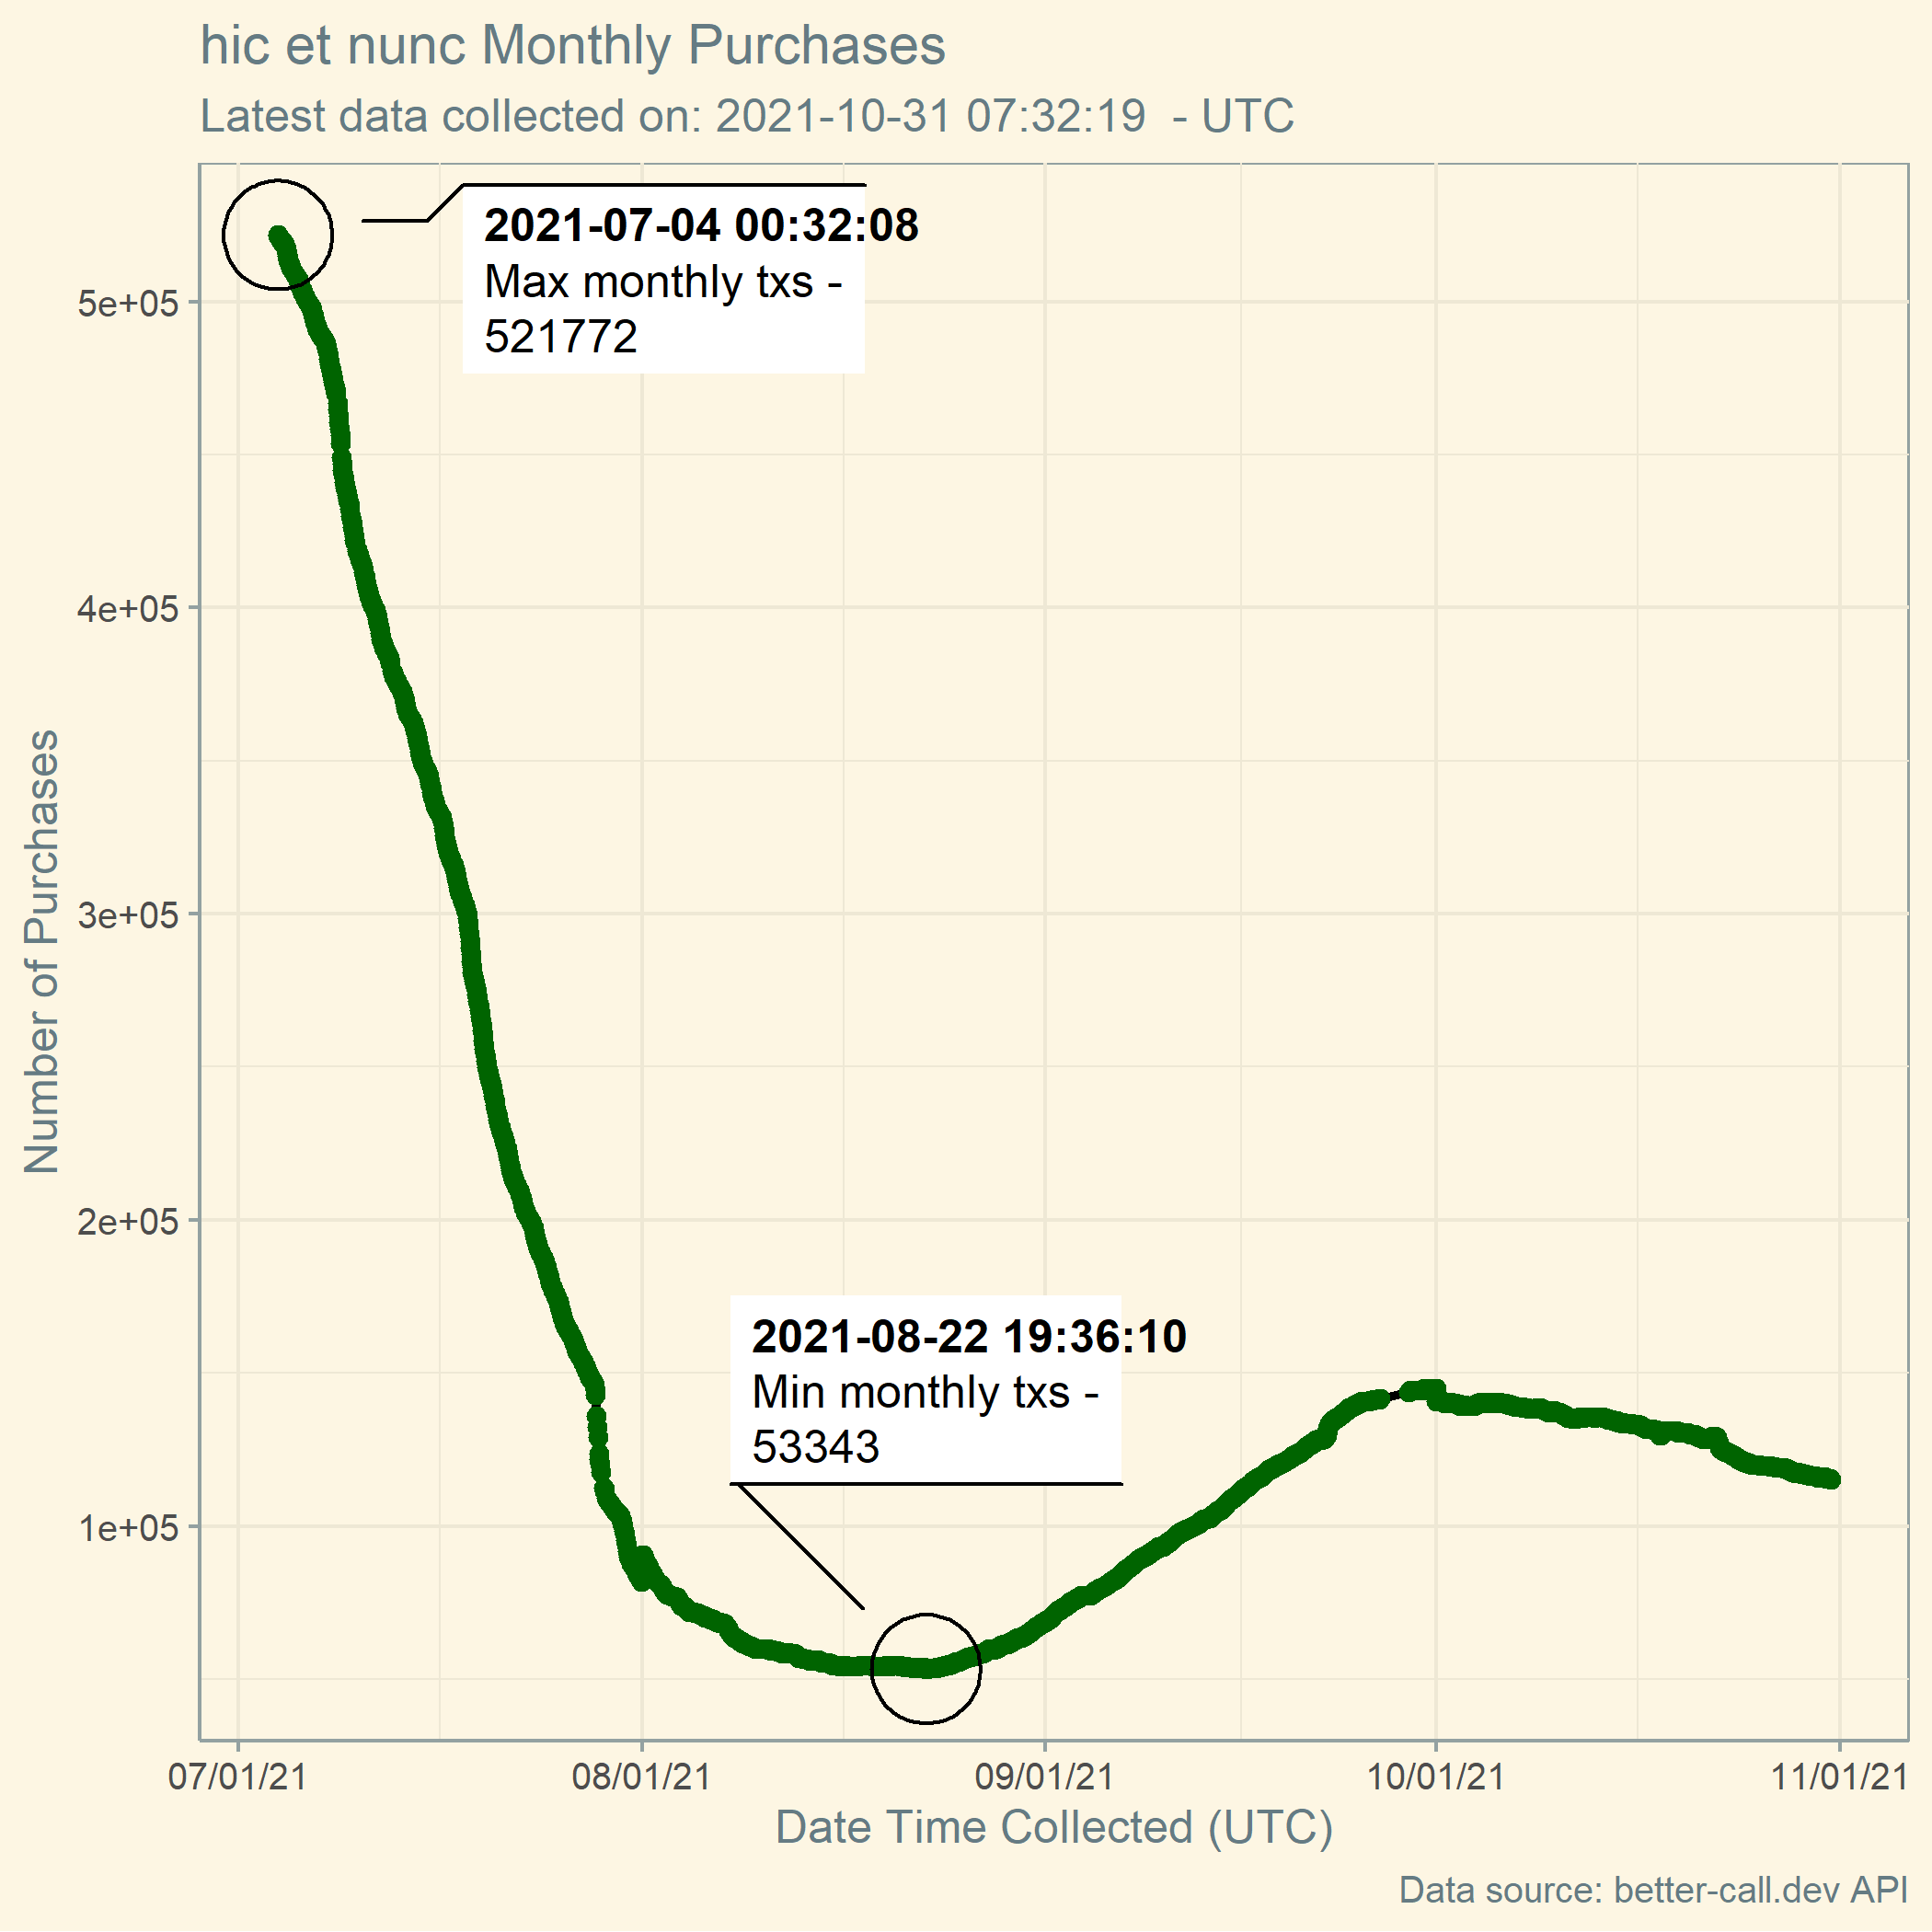 hic et nunc Monthly Purchases
Latest data collected on: 2021-10-31 07:32:19  - UTC
2021-07-04 00:32:08
Max monthly txs -
521772
5e+05
4e+05
3e+05
2e+05
1e+05
Number of Purchases
2021-08-22 19:36:10
Min monthly txs -
53343
07/01/21
08/01/21
09/01/21
10/01/21
11/01/21
Date Time Collected (UTC)
Data source: better-call.dev API